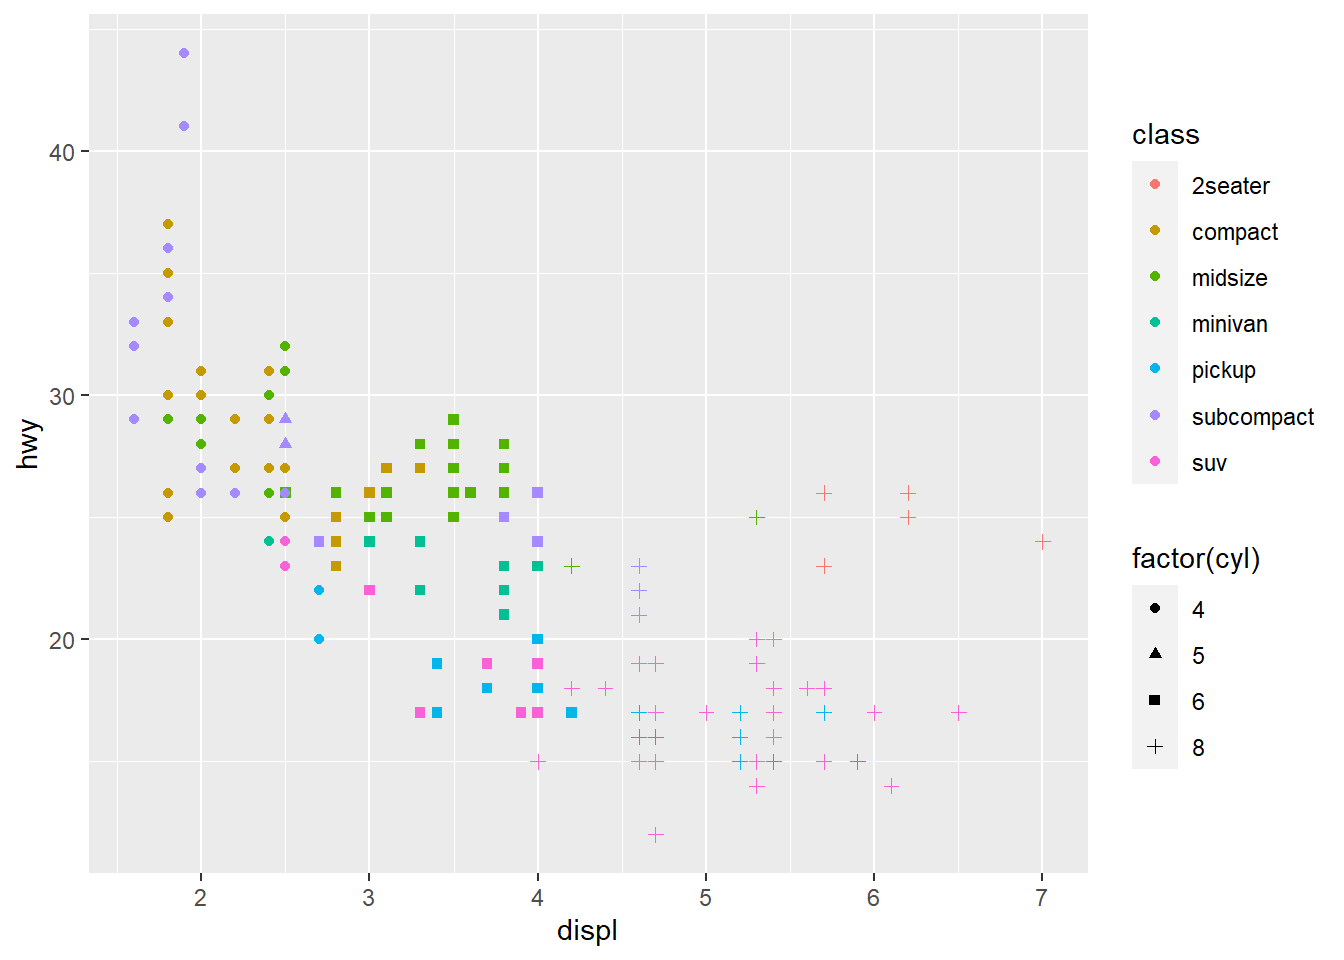 hwy
40
30
20
2
3
4
5
6
7
displ
class
2seater
compact
midsize
minivan
pickup
subcompact
suv
factor(cyl)
4
5
6
8